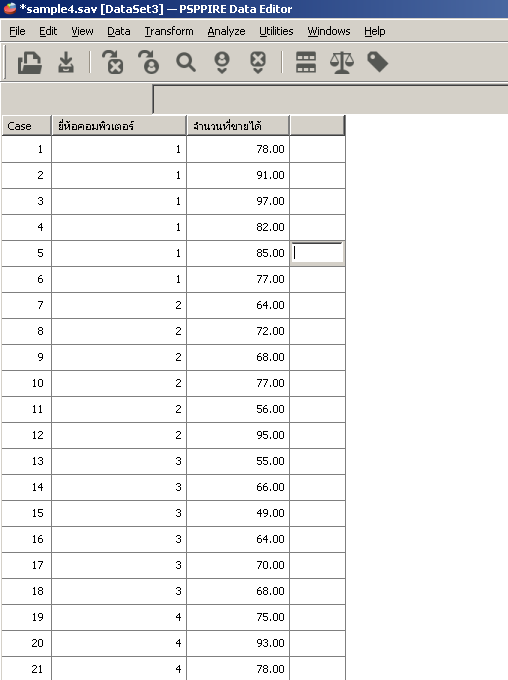 *sample4.sav [DataSet3] — PSPPIRE Data Editor
File Edit View Data Transform Analyze Utilities Windows Help
Case ยี่ห้อคอมพิวเตอร์ จำนวนที่ขายได้
1 1 78.00
2 1 91.00
3 1 97.00
4 1 82.00
5 1 85.00
6 1 77.00
7 2 64.00
8 2 72.00
9 2 68.00
10 2 77.00
11 2 56.00
12 2 95.00
13 3 55.00
14 3 66.00
15 3 49.00
16 3 64.00
17 3 70.00
18 3 68.00
19 4 75.00
20 4 93.00
21 4 78.00